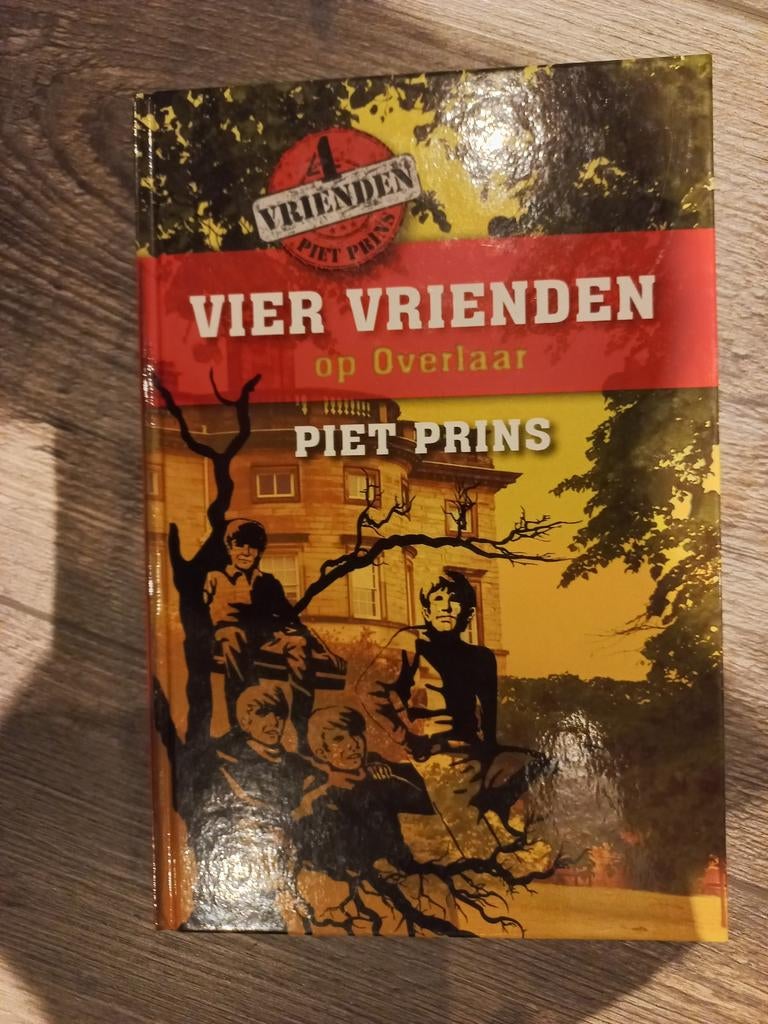 4
VRIENDEN
PIET PRINS
VIER VRIENDEN
op Overlaar
PIET PRINS